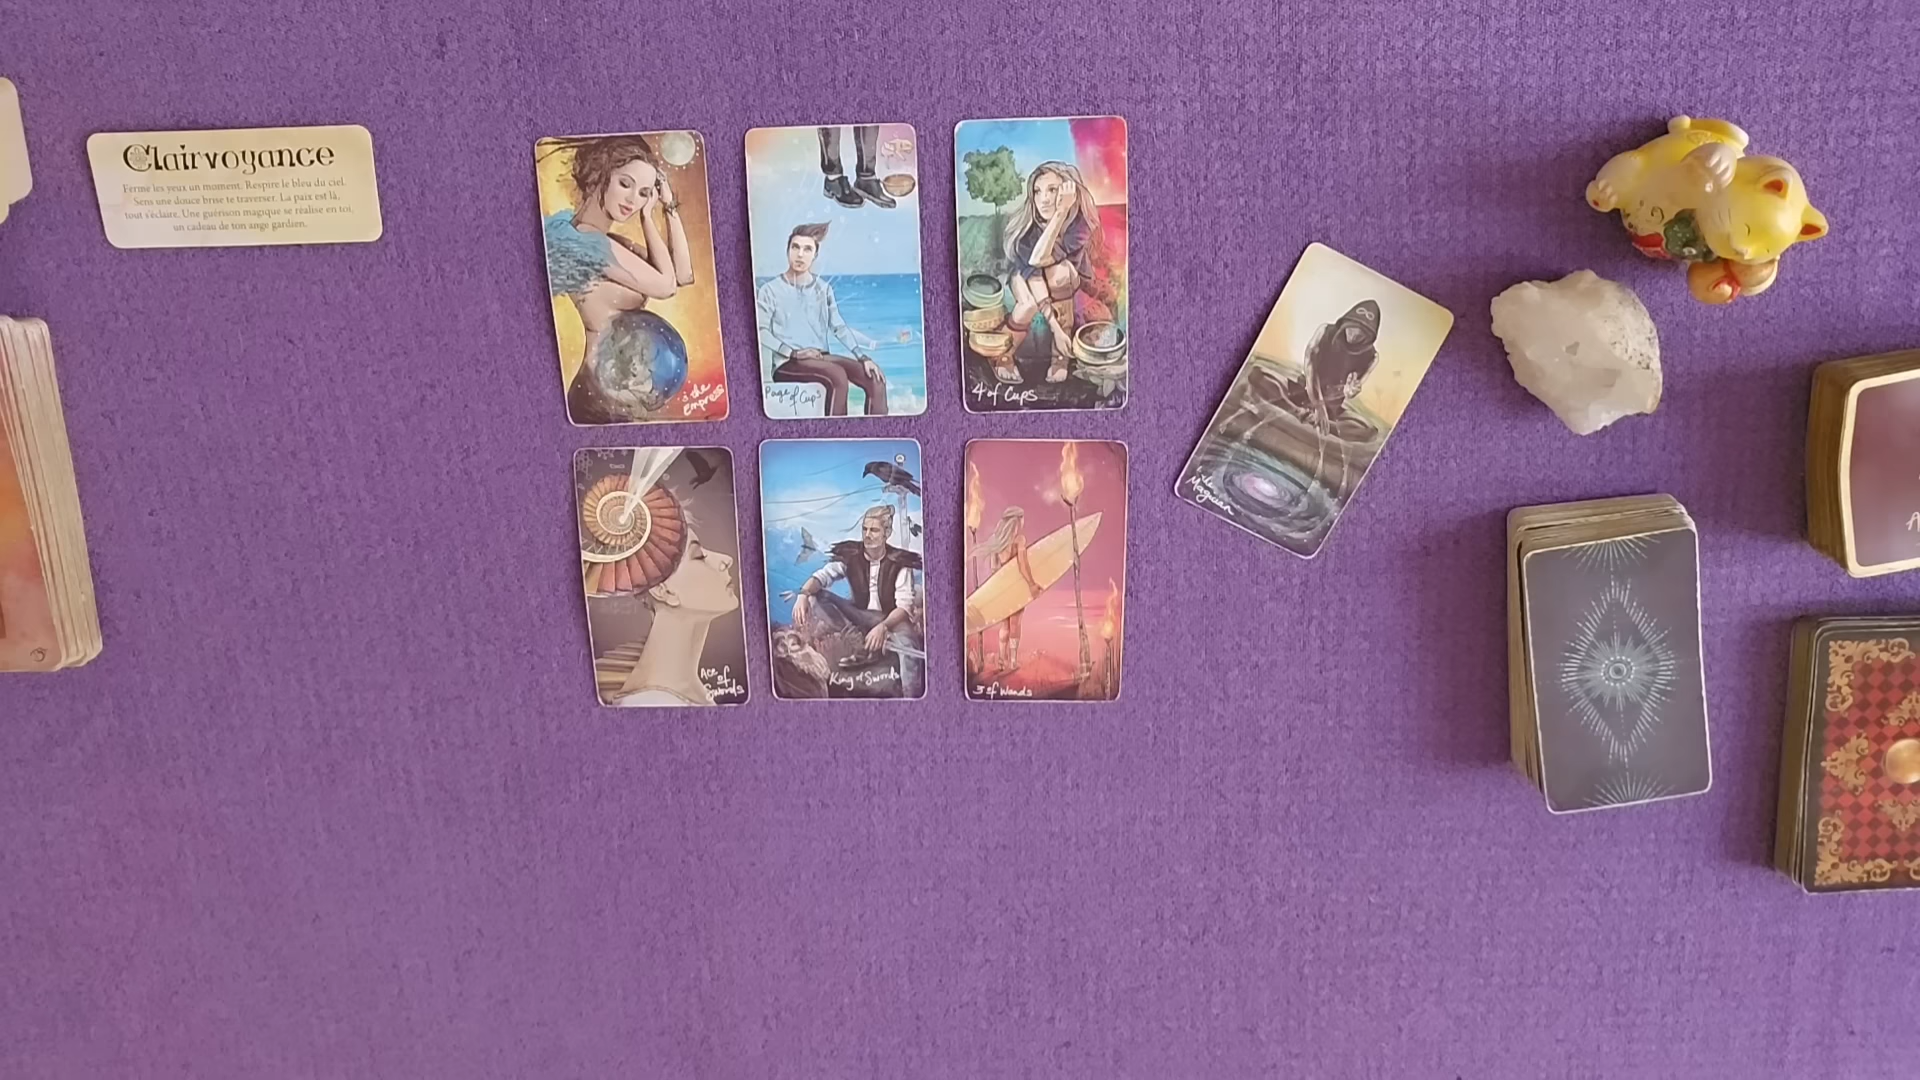 Clairvoyance
Ferme les yeux un moment. Respire le bleu du ciel.
Sens une douce brise te traverser. La paix est là,
tout s'éclaire. Une guérison magique se réalise en toi,
un cadeau de ton ange gardien.
3 the
empress
Page of Cups
4 of Cups
the
Magician
Ace
of
Swords
King of Swords
3 of Wands